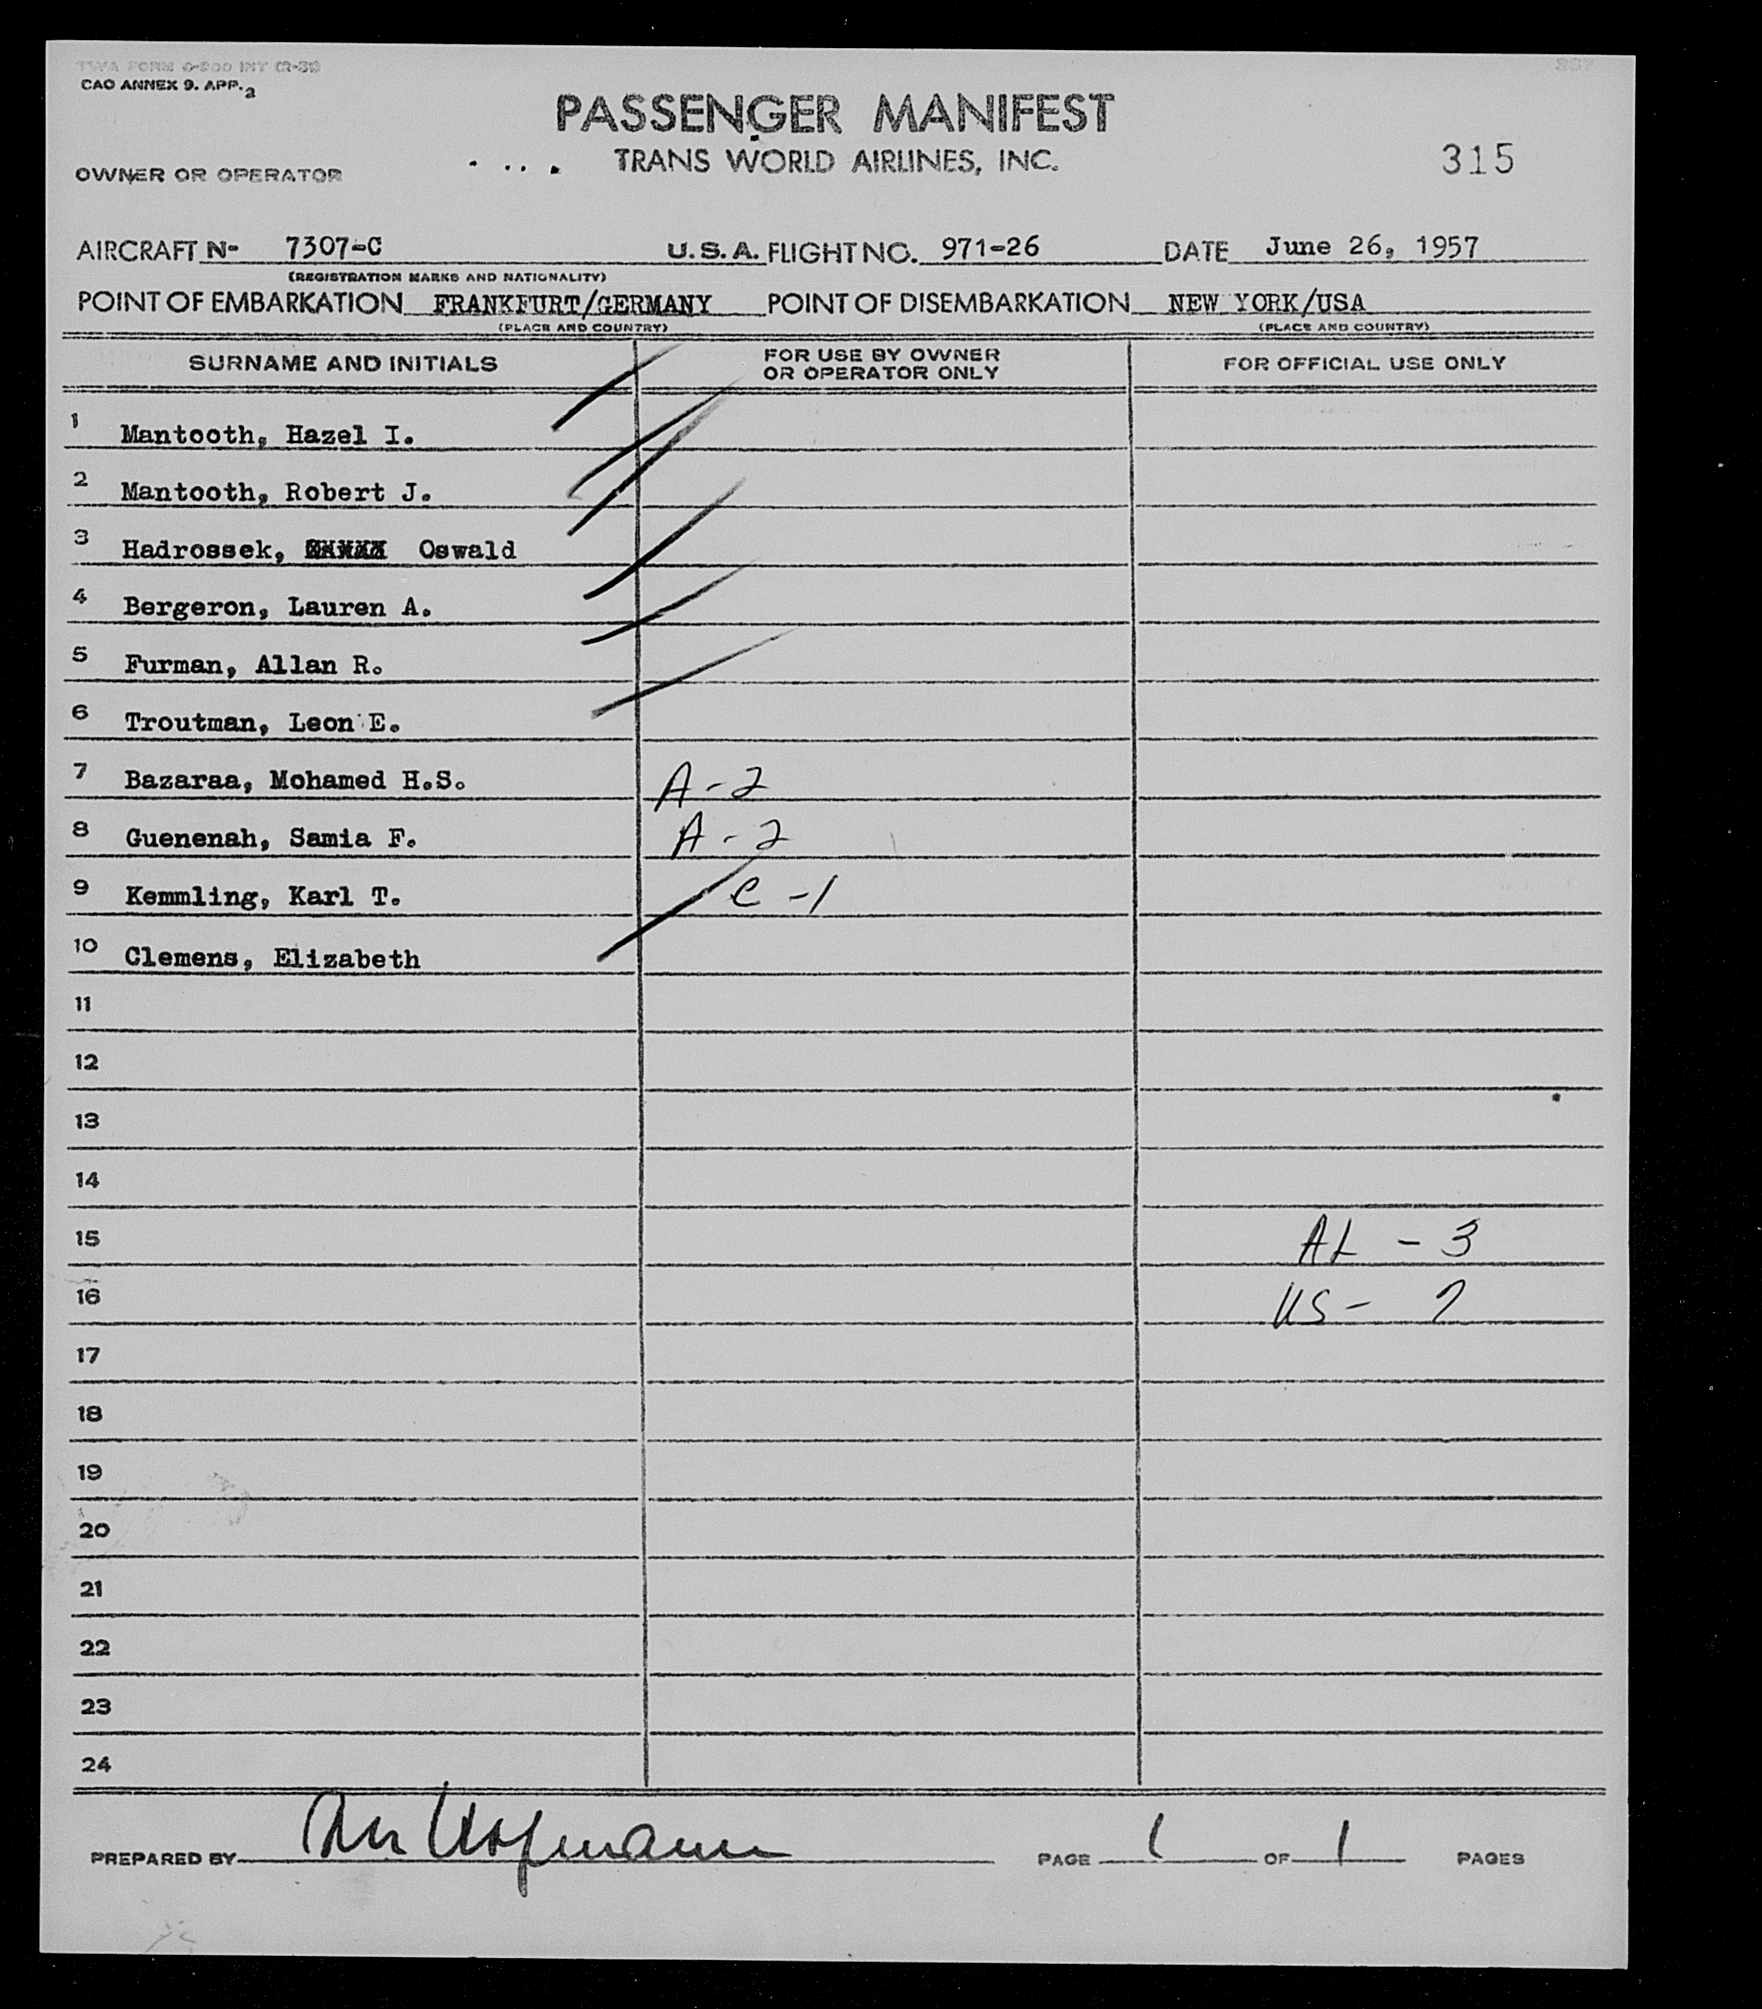 TWA FORM O-200 INT (R-31)
CAO ANNEX 9. APP. 2
PASSENGER MANIFEST
OWNER OR OPERATOR TRANS WORLD AIRLINES, INC. 315
AIRCRAFT N- 7307-C U.S.A. FLIGHT NO. 971-26 DATE June 26, 1957
(REGISTRATION MARKS AND NATIONALITY)
POINT OF EMBARKATION FRANKFURT/GERMANY POINT OF DISEMBARKATION NEW YORK/USA
(PLACE AND COUNTRY) (PLACE AND COUNTRY)
SURNAME AND INITIALS FOR USE BY OWNER OR OPERATOR ONLY FOR OFFICIAL USE ONLY
1 Mantooth, Hazel I.
2 Mantooth, Robert J.
3 Hadrossek, Oswald
4 Bergeron, Lauren A.
5 Furman, Allan R.
6 Troutman, Leon E.
7 Bazaraa, Mohamed H.S. A-2
8 Guenenah, Samia F. A-2
9 Kemmling, Karl T. C-1
10 Clemens, Elizabeth
11
12
13
14
15 AL - 3
16 US - 7
17
18
19
20
21
22
23
24
PREPARED BY PAGE 1 OF 1 PAGES